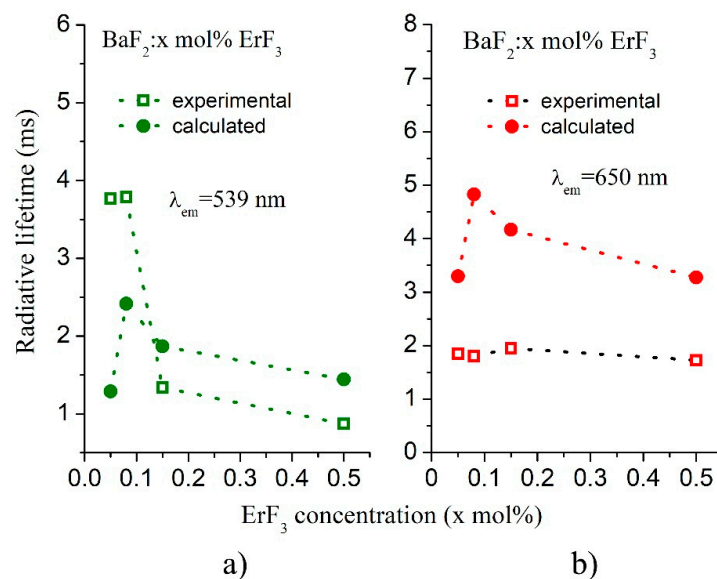 BaF₂:x mol% ErF₃
experimental
calculated
λem=539 nm
Radiative lifetime (ms)
6
5
4
3
2
1
0.0 0.1 0.2 0.3 0.4 0.5
a)
BaF₂:x mol% ErF₃
experimental
calculated
λem=650 nm
8
7
6
5
4
3
2
1
0
0 0.1 0.2 0.3 0.4 0.5
b)
ErF₃ concentration (x mol%)